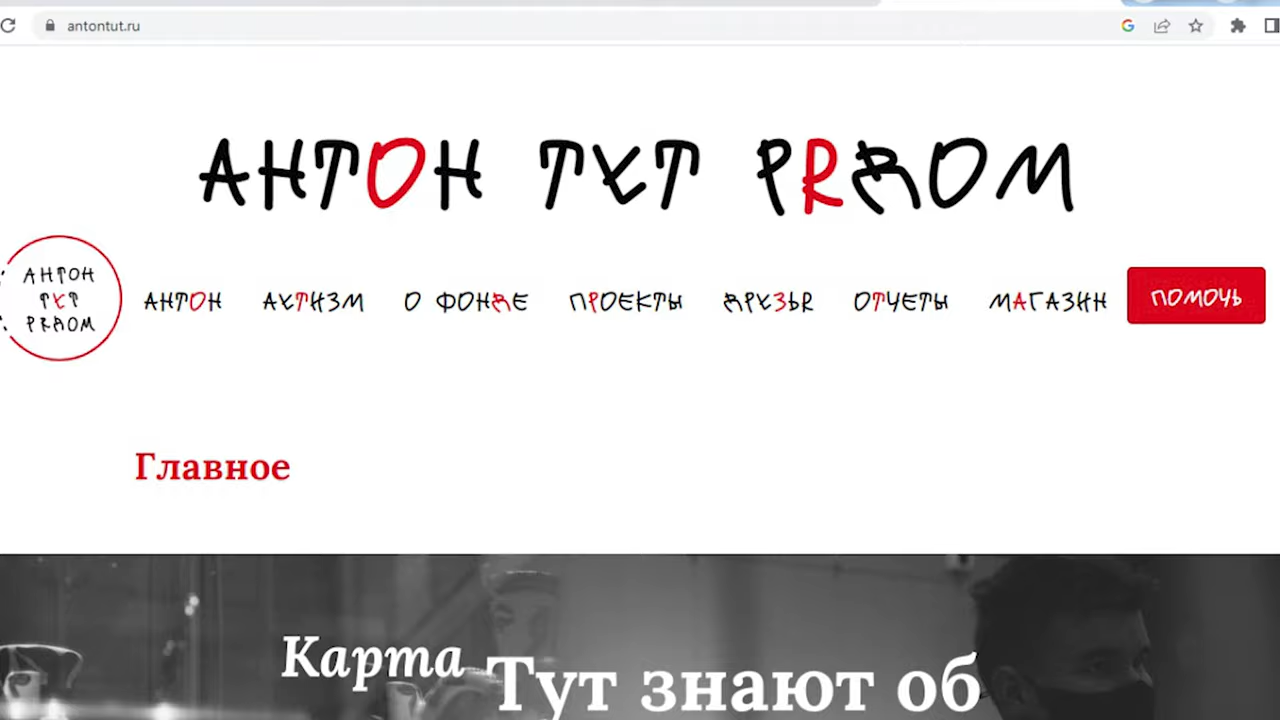 antontut.ru
АНТОН ТУТ РЯДОМ
АНТОН
ТУТ
РЯДОМ
АНТОН АУТИЗМ О ФОНДЕ ПРОЕКТЫ ДРУЗЬЯ ОТЧЕТЫ МАГАЗИН ПОМОЧЬ
Главное
Карта
Тут знают об